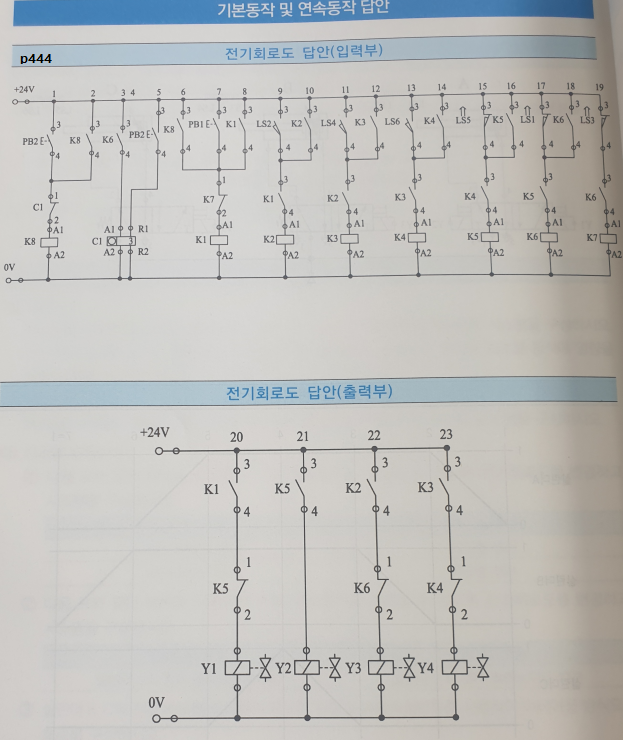 기본동작 및 연속동작 답안
p444
전기회로도 답안(입력부)
+24V 1 2 3 4 5 6 7 8 9 10 11 12 13 14 15 16 17 18 19
3 3 3 3 3 3 3 3 3 3 3 3 3 3 3 3 3 3
PB2 K8 K6 PB2 K8 PB1 K1 LS2 K2 LS4 K3 LS6 K4 LS5 K5 LS1 K6 LS3
4 4 4 4 4 4 4 4 4 4 4 4 4 4 4 4 4 4
1 1 3 3 3 3 3 3
C1 K7 K1 K2 K3 K4 K5 K6
2 2 4 4 4 4 4 4
A1 A1 R1 A1 A1 A1 A1 A1 A1 A1
K8 C1 3 K1 K2 K3 K4 K5 K6 K7
A2 A2 R2 A2 A2 A2 A2 A2 A2 A2
0V
전기회로도 답안(출력부)
+24V 20 21 22 23
3 3 3 3
K1 K5 K2 K3
4 4 4 4
1 1 1
K5 K6 K4
2 2 2
Y1 Y2 Y3 Y4
0V